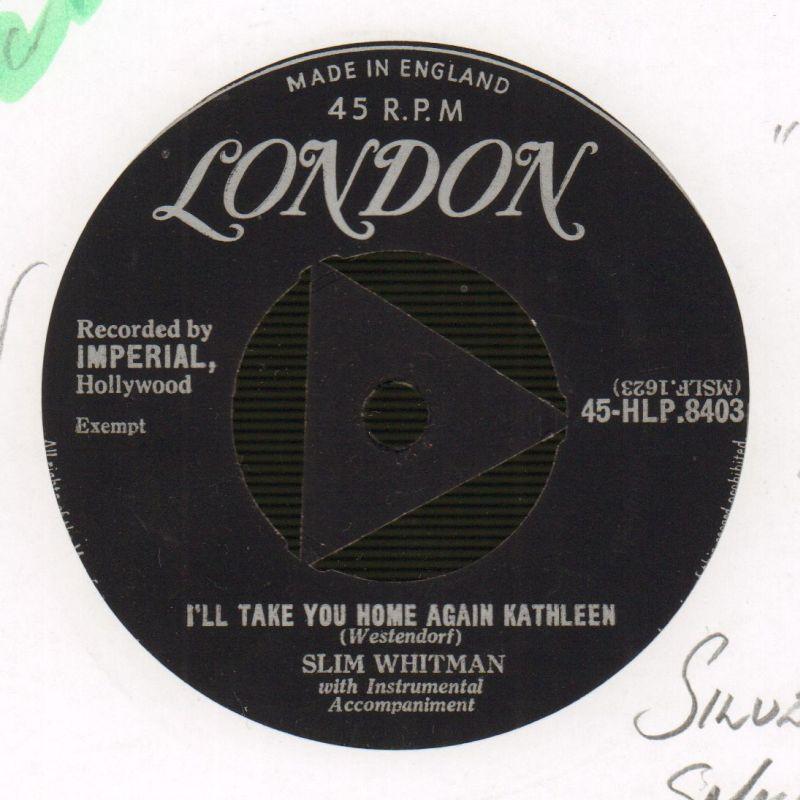 MADE IN ENGLAND
45 R.P.M
LONDON
Recorded by
IMPERIAL,
Hollywood
Exempt
(MSLF.1623)
45-HLP.8403
prohibited
I'LL TAKE YOU HOME AGAIN KATHLEEN
(Westendorf)
SLIM WHITMAN
with Instrumental
Accompaniment